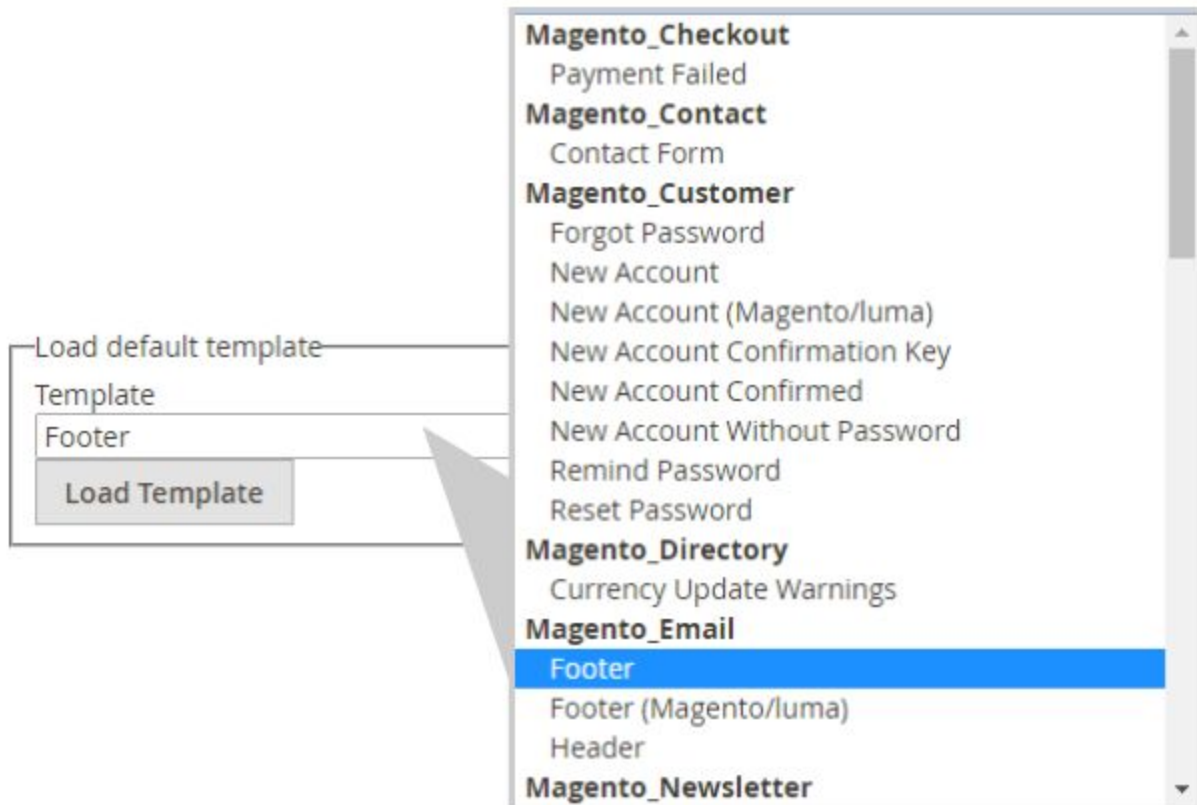 Load default template
Template
Footer
Load Template
Magento_Checkout
Payment Failed
Magento_Contact
Contact Form
Magento_Customer
Forgot Password
New Account
New Account (Magento/luma)
New Account Confirmation Key
New Account Confirmed
New Account Without Password
Remind Password
Reset Password
Magento_Directory
Currency Update Warnings
Magento_Email
Footer
Footer (Magento/luma)
Header
Magento_Newsletter